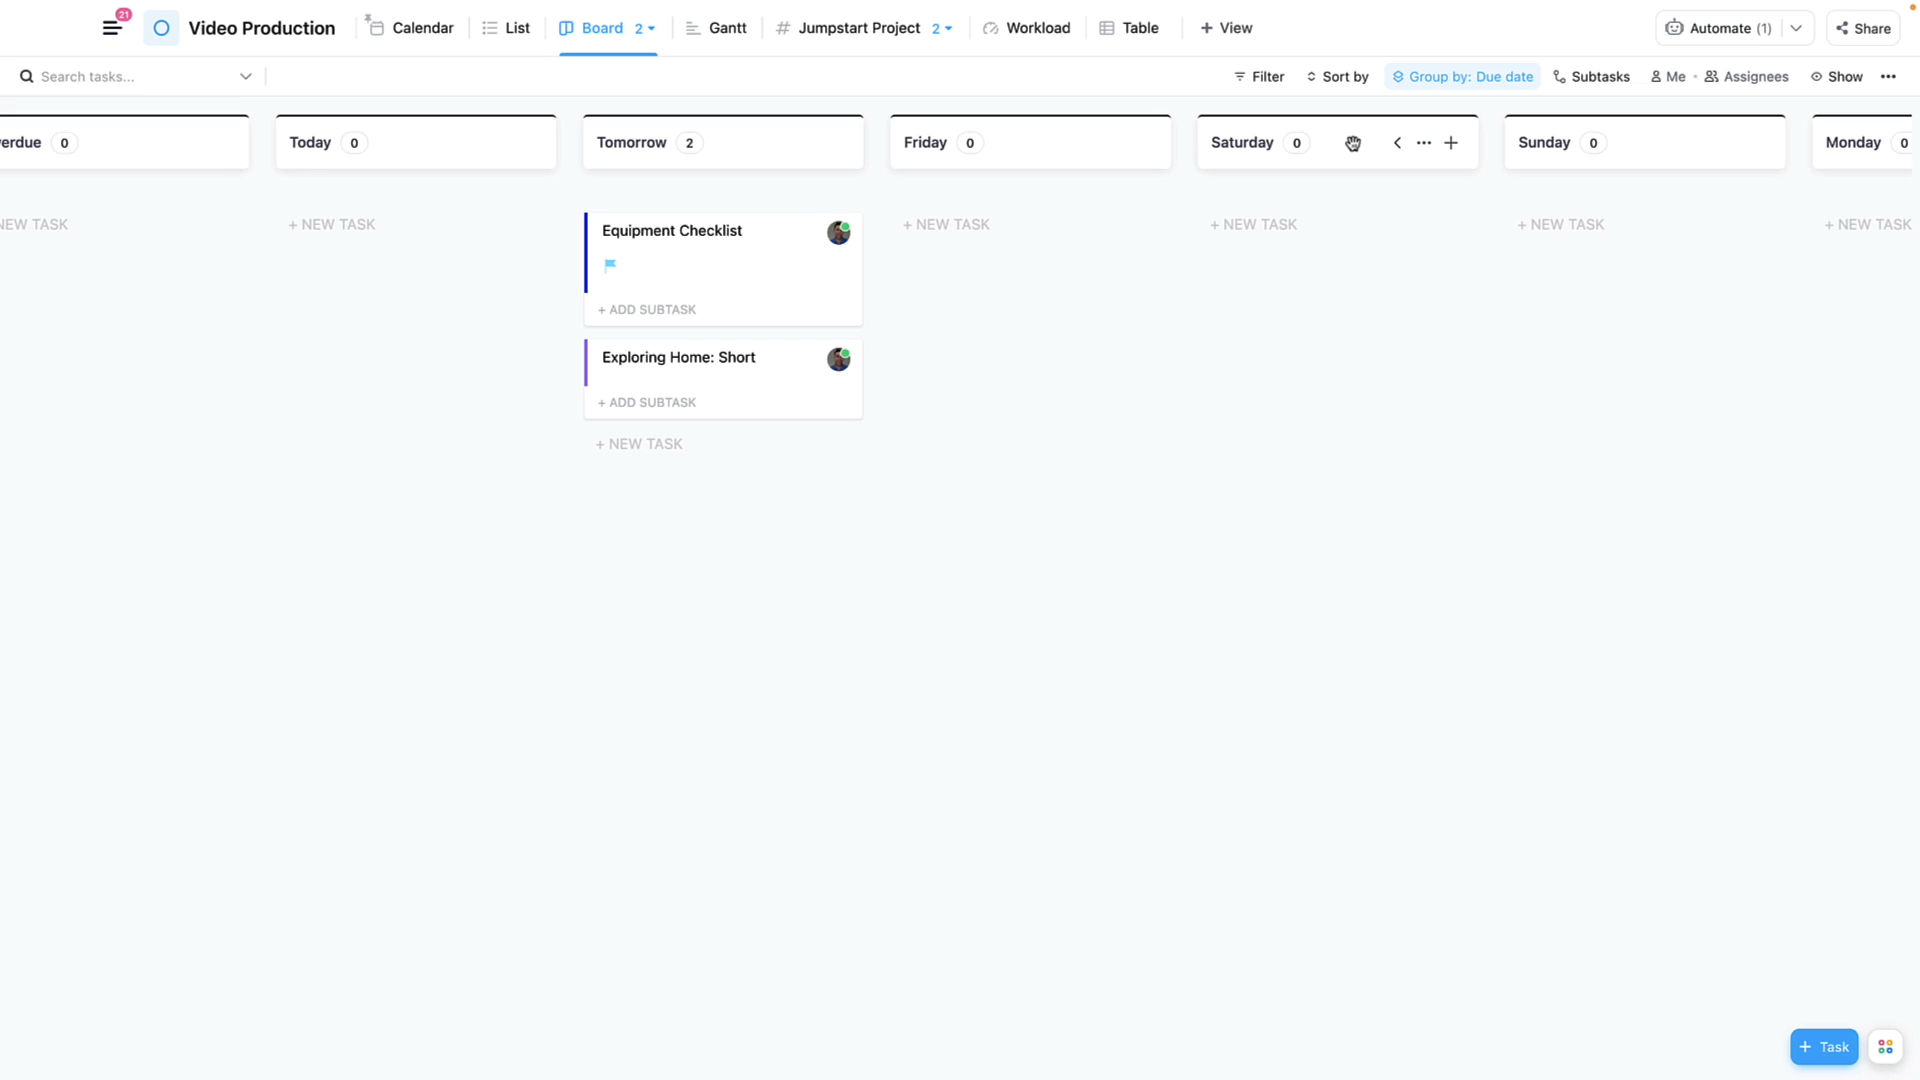 21
Video Production
Calendar
List
Board 2
Gantt
Jumpstart Project 2
Workload
Table
+ View
Automate (1)
Share
Search tasks...
Filter
Sort by
Group by: Due date
Subtasks
Me
Assignees
Show
verdue 0
Today 0
Tomorrow 2
Friday 0
Saturday 0
Sunday 0
Monday 0
NEW TASK
+ NEW TASK
Equipment Checklist
+ ADD SUBTASK
Exploring Home: Short
+ ADD SUBTASK
+ NEW TASK
+ NEW TASK
+ NEW TASK
+ NEW TASK
+ NEW TASK
+ Task